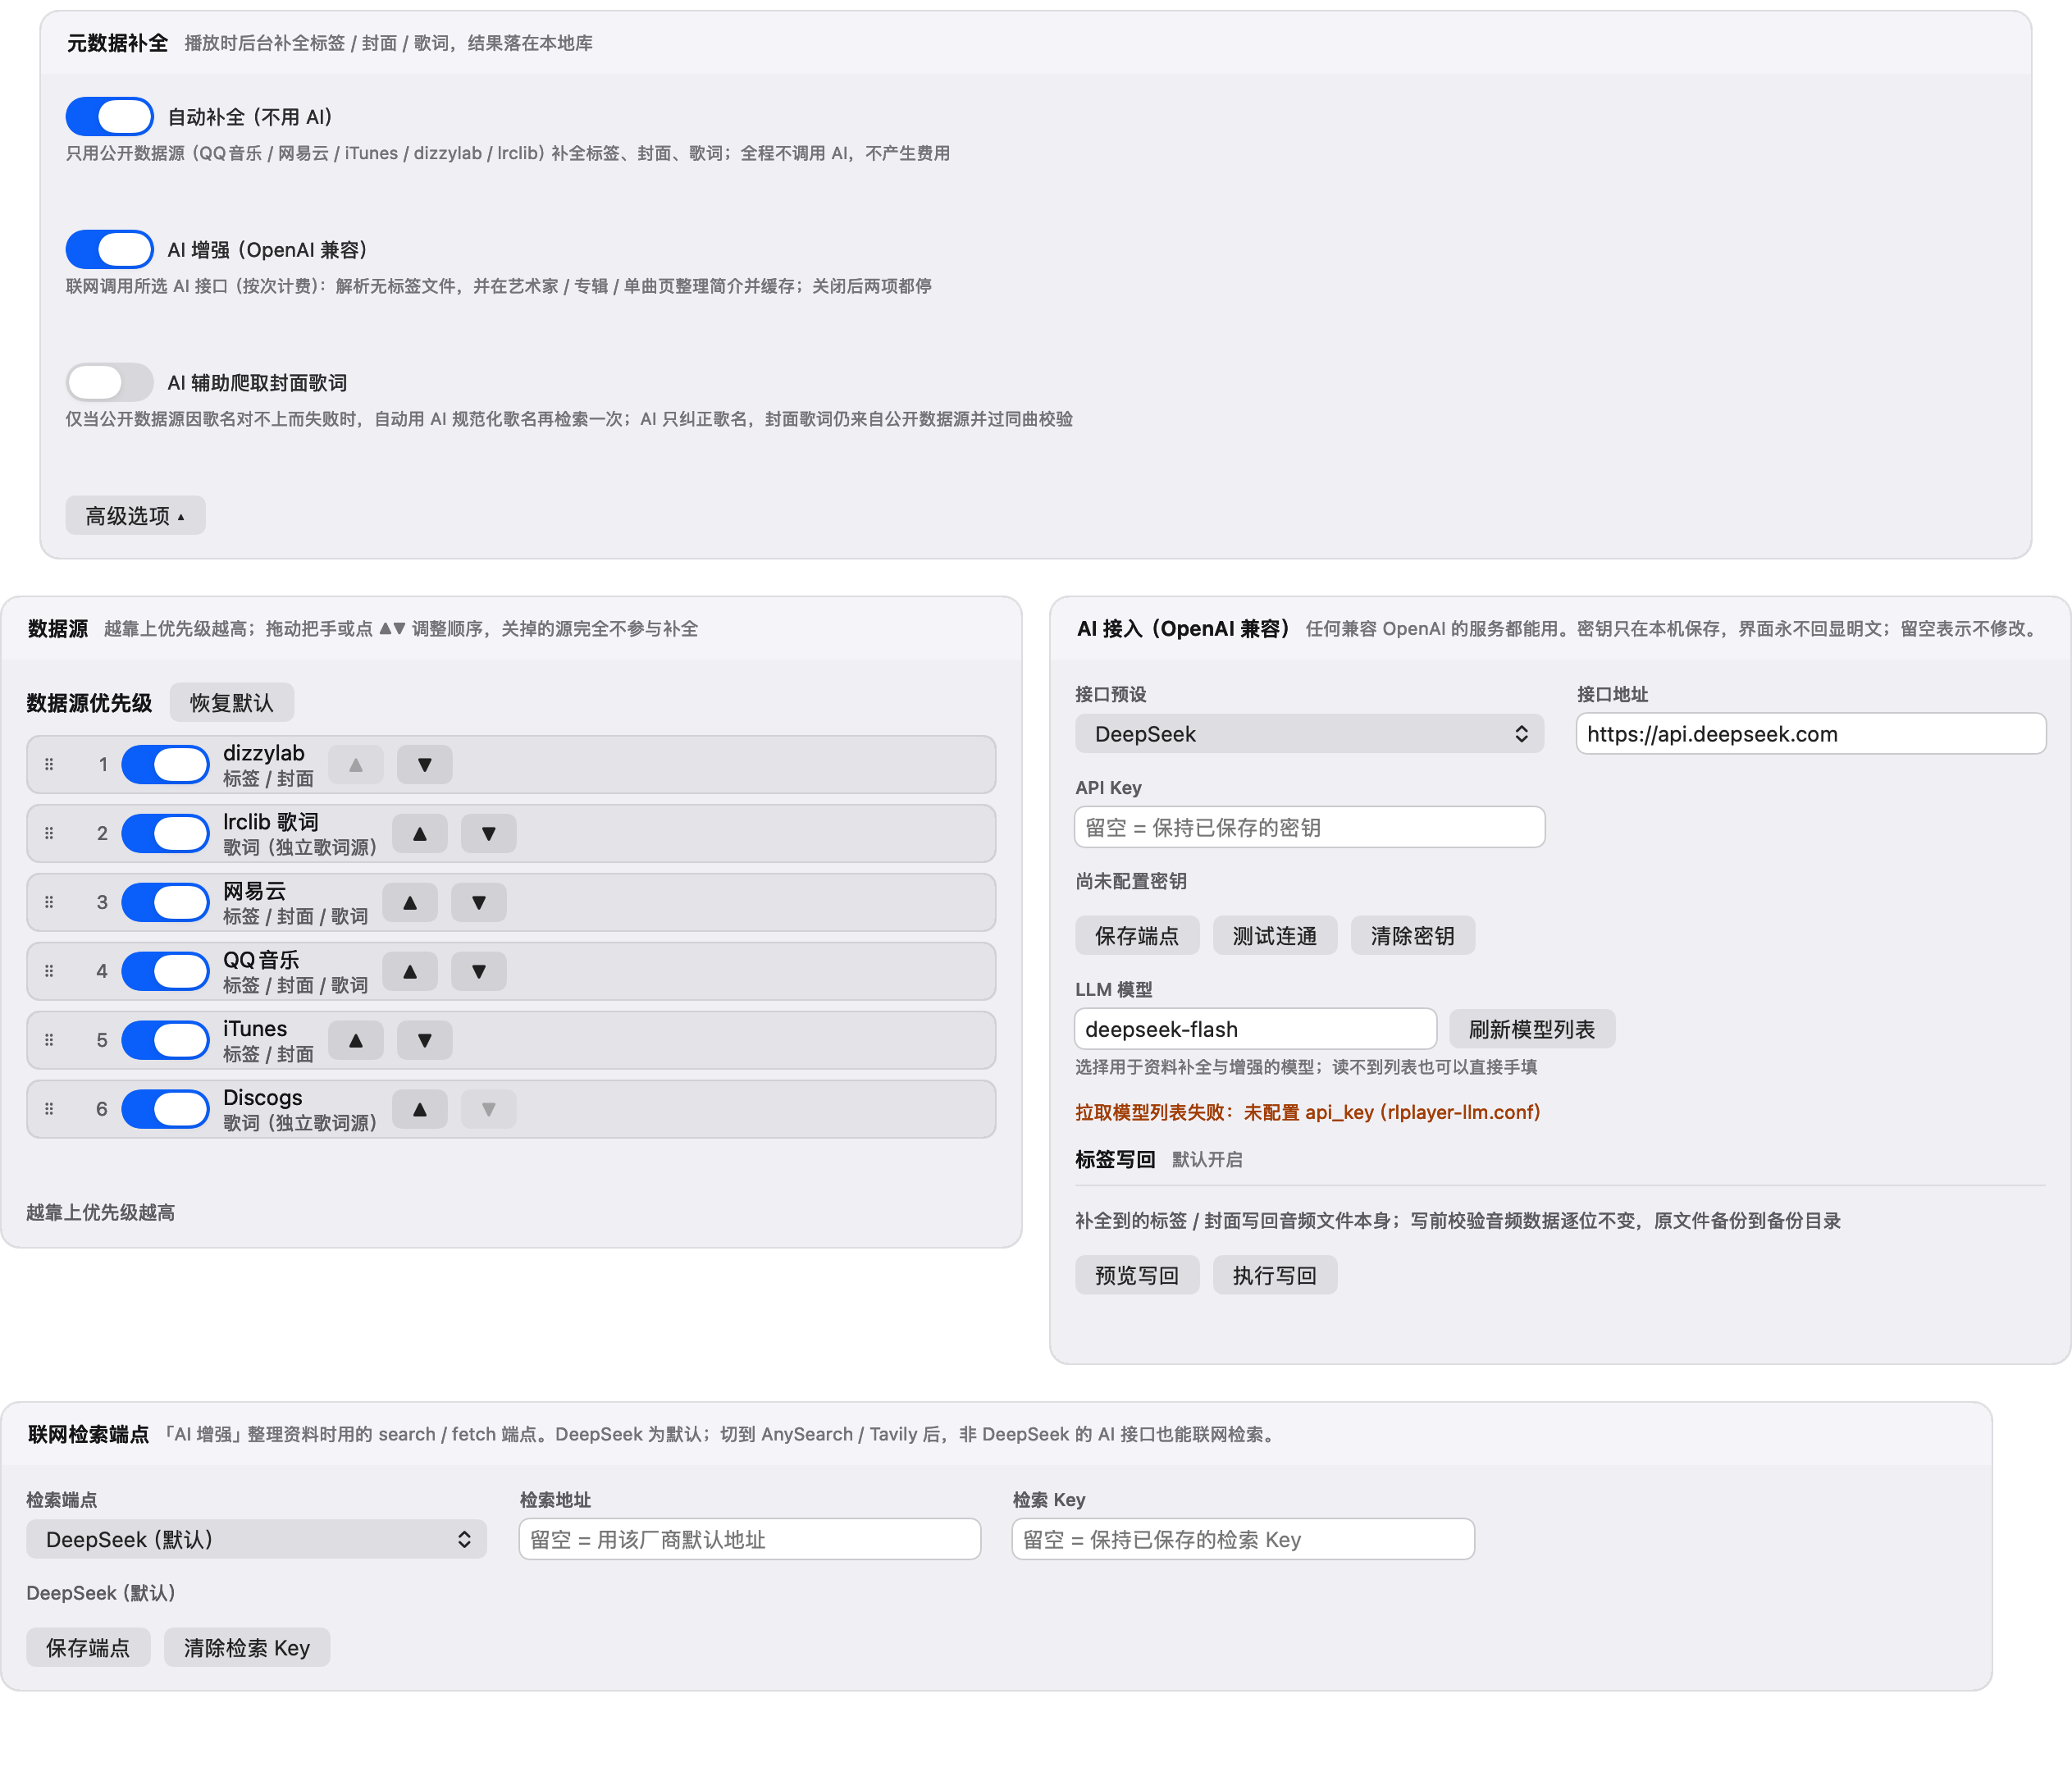 元数据补全 播放时后台补全标签 / 封面 / 歌词，结果落在本地库
自动补全（不用 AI）
只用公开数据源（QQ音乐 / 网易云 / iTunes / dizzylab / lrclib）补全标签、封面、歌词；全程不调用 AI，不产生费用
AI 增强（OpenAI 兼容）
联网调用所选 AI 接口（按次计费）：解析无标签文件，并在艺术家 / 专辑 / 单曲页整理简介并缓存；关闭后两项都停
AI 辅助爬取封面歌词
仅当公开数据源因歌名对不上而失败时，自动用 AI 规范化歌名再检索一次；AI 只纠正歌名，封面歌词仍来自公开数据源并过同曲校验
高级选项 ▴
数据源 越靠上优先级越高；拖动把手或点 ▲▼ 调整顺序，关掉的源完全不参与补全
数据源优先级 恢复默认
⠿ 1 dizzylab ▲ ▼
标签 / 封面
⠿ 2 lrclib 歌词 ▲ ▼
歌词（独立歌词源）
⠿ 3 网易云 ▲ ▼
标签 / 封面 / 歌词
⠿ 4 QQ音乐 ▲ ▼
标签 / 封面 / 歌词
⠿ 5 iTunes ▲ ▼
标签 / 封面
⠿ 6 Discogs ▲ ▼
歌词（独立歌词源）
越靠上优先级越高
AI 接入（OpenAI 兼容） 任何兼容 OpenAI 的服务都能用。密钥只在本机保存，界面永不回显明文；留空表示不修改。
接口预设 接口地址
DeepSeek https://api.deepseek.com
API Key
留空 = 保持已保存的密钥
尚未配置密钥
保存端点 测试连通 清除密钥
LLM 模型
deepseek-flash 刷新模型列表
选择用于资料补全与增强的模型；读不到列表也可以直接手填
拉取模型列表失败：未配置 api_key (rlplayer-llm.conf)
标签写回 默认开启
补全到的标签 / 封面写回音频文件本身；写前校验音频数据逐位不变，原文件备份到备份目录
预览写回 执行写回
联网检索端点 「AI 增强」整理资料时用的 search / fetch 端点。DeepSeek 为默认；切到 AnySearch / Tavily 后，非 DeepSeek 的 AI 接口也能联网检索。
检索端点 检索地址 检索 Key
DeepSeek (默认) 留空 = 用该厂商默认地址 留空 = 保持已保存的检索 Key
DeepSeek (默认)
保存端点 清除检索 Key